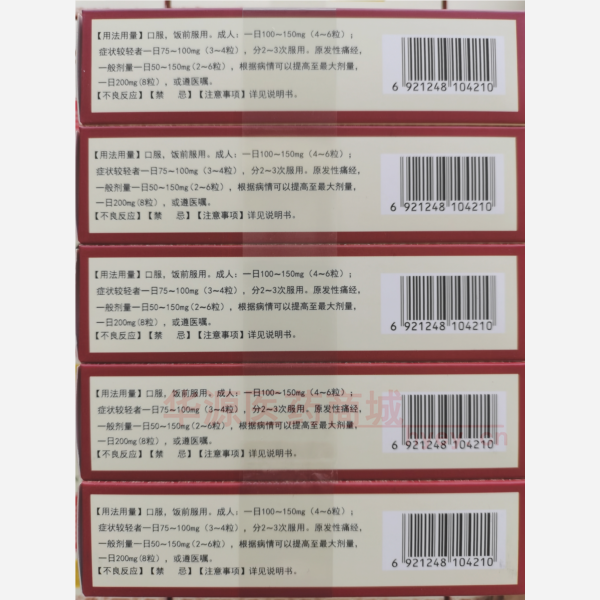 【用法用量】口服，饭前服用。成人：一日100~150mg（4~6粒）；
症状较轻者一日75~100mg（3~4粒），分2~3次服用。原发性痛经，
一般剂量一日50~150mg(2~6粒)，根据病情可以提高至最大剂量，
一日200mg(8粒)，或遵医嘱。
【不良反应】【禁 忌】【注意事项】详见说明书。
6 921248 104210
【用法用量】口服，饭前服用。成人：一日100~150mg（4~6粒）；
症状较轻者一日75~100mg（3~4粒），分2~3次服用。原发性痛经，
一般剂量一日50~150mg(2~6粒)，根据病情可以提高至最大剂量，
一日200mg(8粒)，或遵医嘱。
【不良反应】【禁 忌】【注意事项】详见说明书。
6 921248 104210
【用法用量】口服，饭前服用。成人：一日100~150mg（4~6粒）；
症状较轻者一日75~100mg（3~4粒），分2~3次服用。原发性痛经，
一般剂量一日50~150mg(2~6粒)，根据病情可以提高至最大剂量，
一日200mg(8粒)，或遵医嘱。
【不良反应】【禁 忌】【注意事项】详见说明书。
6 921248 104210
【用法用量】口服，饭前服用。成人：一日100~150mg（4~6粒）；
症状较轻者一日75~100mg（3~4粒），分2~3次服用。原发性痛经，
一般剂量一日50~150mg(2~6粒)，根据病情可以提高至最大剂量，
一日200mg(8粒)，或遵医嘱。
【不良反应】【禁 忌】【注意事项】详见说明书。
6 921248 104210
华源医药商城
【用法用量】口服，饭前服用。成人：一日100~150mg（4~6粒）；
症状较轻者一日75~100mg（3~4粒），分2~3次服用。原发性痛经，
一般剂量一日50~150mg(2~6粒)，根据病情可以提高至最大剂量，
一日200mg(8粒)，或遵医嘱。
【不良反应】【禁 忌】【注意事项】详见说明书。
6 921248 104210